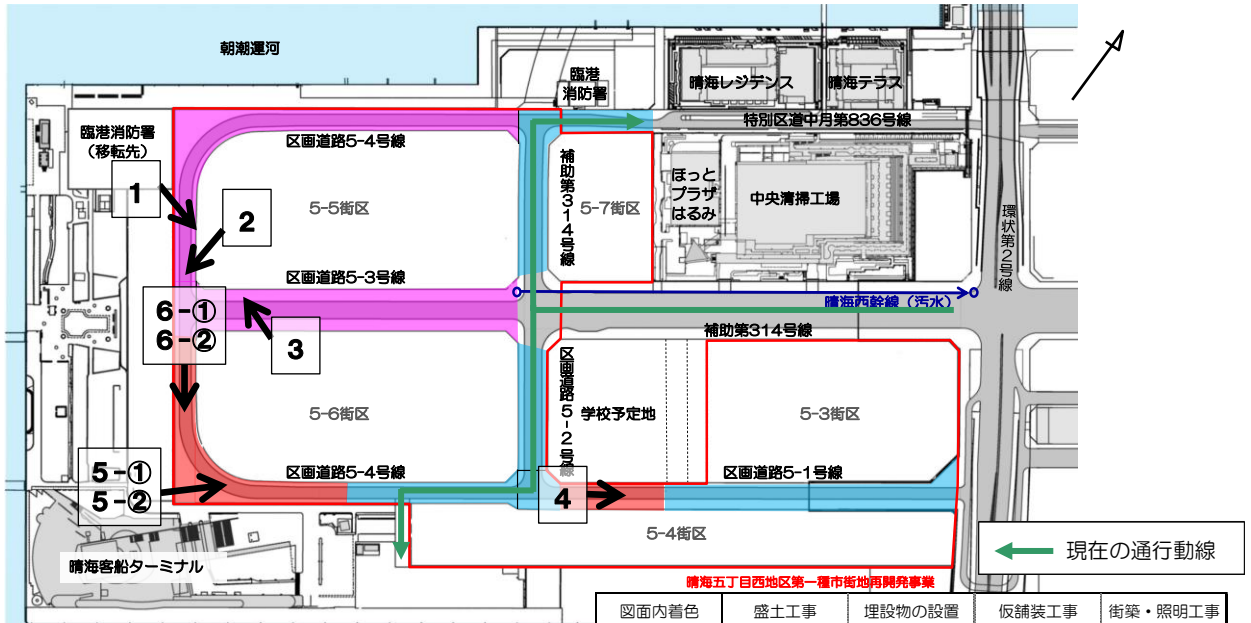 朝潮運河
臨港
消防署
晴海レジデンス
晴海テラス
特別区道中月第836号線
臨港消防署
(移転先)
区画道路5-4号線
補助第314号線
ほっと
プラザ
はるみ
中央清掃工場
環状第2号線
1
2
5-5街区
5-7街区
区画道路5-3号線
晴海西幹線(汚水)
6-①
6-②
3
補助第314号線
区画道路5-2号線
5-6街区
学校予定地
5-3街区
5-①
5-②
区画道路5-4号線
4
区画道路5-1号線
5-4街区
晴海客船ターミナル
現在の通行動線
晴海五丁目西地区第一種市街地再開発事業
図面内着色 盛土工事 埋設物の設置 仮舗装工事 街築・照明工事